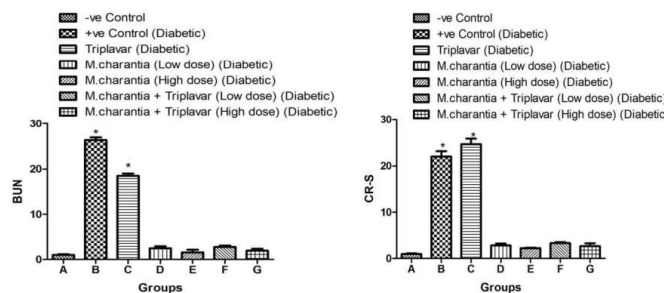 -ve Control
+ve Control (Diabetic)
Triplavar (Diabetic)
M.charantia (Low dose) (Diabetic)
M.charantia (High dose) (Diabetic)
M.charantia + Triplavar (Low dose) (Diabetic)
M.charantia + Triplavar (High dose) (Diabetic)
30
20
10
0
BUN
*
*
A B C D E F G
Groups
-ve Control
+ve Control (Diabetic)
Triplavar (Diabetic)
M.charantia (Low dose) (Diabetic)
M.charantia (High dose) (Diabetic)
M.charantia + Triplavar (Low dose) (Diabetic)
M.charantia + Triplavar (High dose) (Diabetic)
30
20
10
0
CR-S
*
*
A B C D E F G
Groups